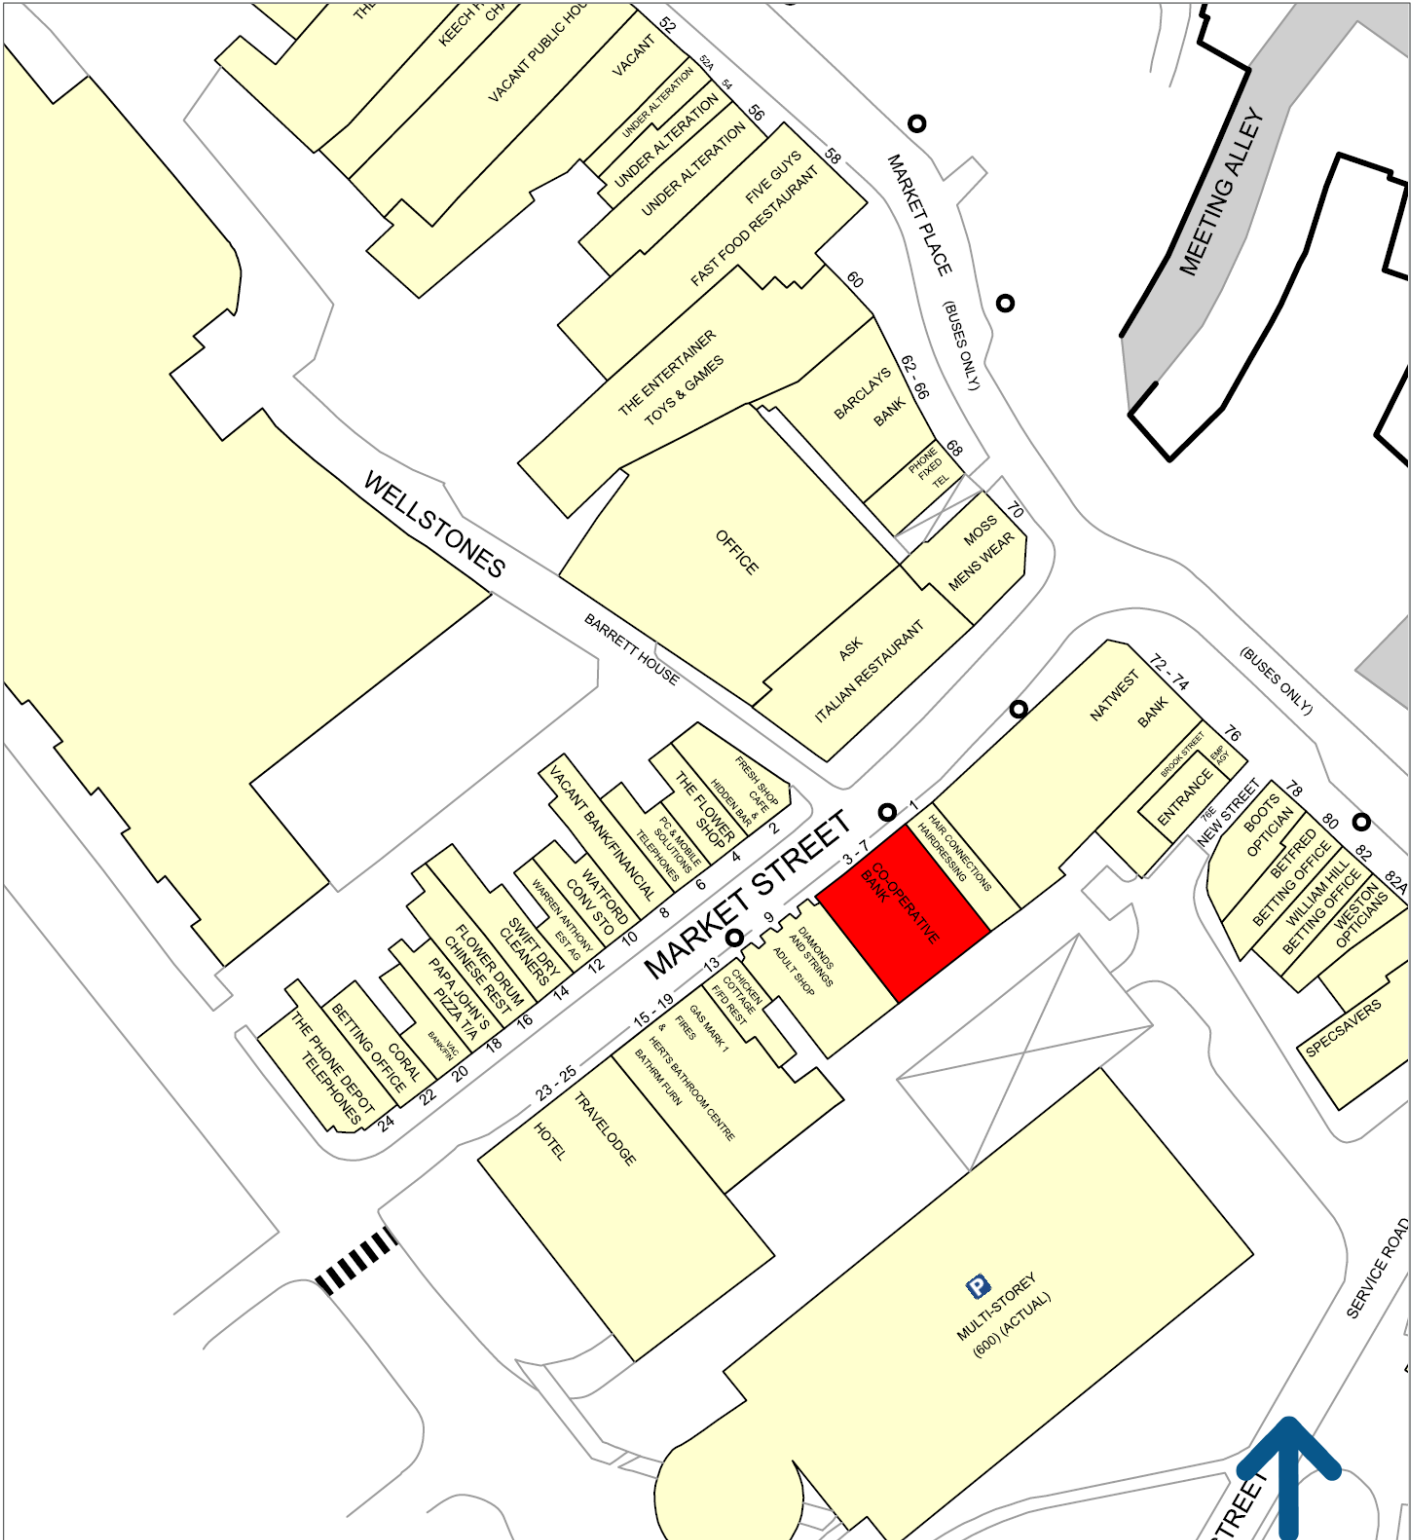 KEECH
VACANT PUBLIC
VACANT
52
52A
54
56
58
UNDER ALTERATION
UNDER ALTERATION
UNDER ALTERATION
FIVE GUYS
FAST FOOD RESTAURANT
MARKET PLACE
(BUSES ONLY)
MEETING ALLEY
60
THE ENTERTAINER
TOYS & GAMES
62 - 66
BARCLAYS
BANK
68
PHONE
FIXED
TEL
70
MOSS
MENS WEAR
OFFICE
WELLSTONES
BARRETT HOUSE
ASK
ITALIAN RESTAURANT
72 - 74
NATWEST
BANK
(BUSES ONLY)
76
BROOK STREET
EMP
AGY
ENTRANCE
76E
NEW STREET
78
BOOTS
OPTICIAN
80
BETFRED
BETTING OFFICE
82
WILLIAM HILL
BETTING OFFICE
82A
WESTON
OPTICIANS
SPECSAVERS
FRESH SHOP
CAFE
&
HIDDEN BAR
2
THE FLOWER
SHOP
4
PC & MOBILE
SOLUTIONS
TELEPHONES
6
VACANT BANK/FINANCIAL
8
WATFORD
CONV STO
10
WARREN ANTHONY
EST AG
12
SWIFT DRY
CLEANERS
14
FLOWER DRUM
CHINESE REST
16
PAPA JOHN'S
PIZZA T/A
18
VAC
BANK/FIN
20
CORAL
BETTING OFFICE
22
THE PHONE DEPOT
TELEPHONES
24
MARKET STREET
1
HAIR CONNECTIONS
HAIRDRESSING
3 - 7
CO-OPERATIVE
BANK
9
DIAMONDS
AND STRINGS
ADULT SHOP
13
CHICKEN
COTTAGE
F/FD REST
15 - 19
GAS MARK 1
FIRES
&
HERTS BATHROOM CENTRE
BATHRM FURN
23 - 25
TRAVELODGE
HOTEL
P
MULTI-STOREY
(600) (ACTUAL)
SERVICE ROAD
STREET